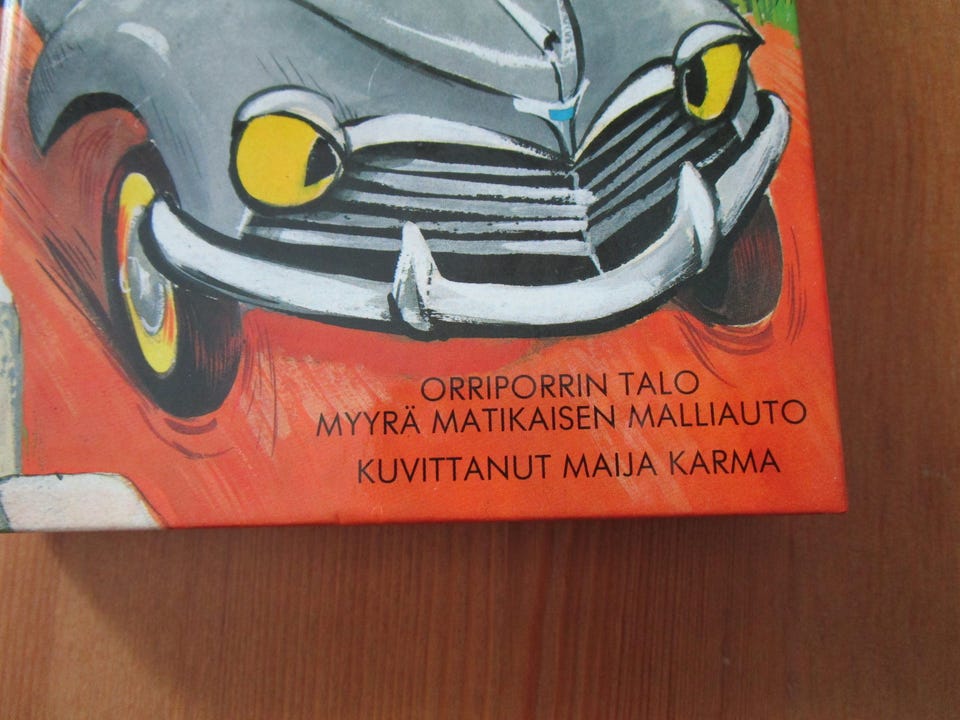 ORRIPORRIN TALO
MYYRÄ MATIKAISEN MALLIAUTO
KUVITTANUT MAIJA KARMA